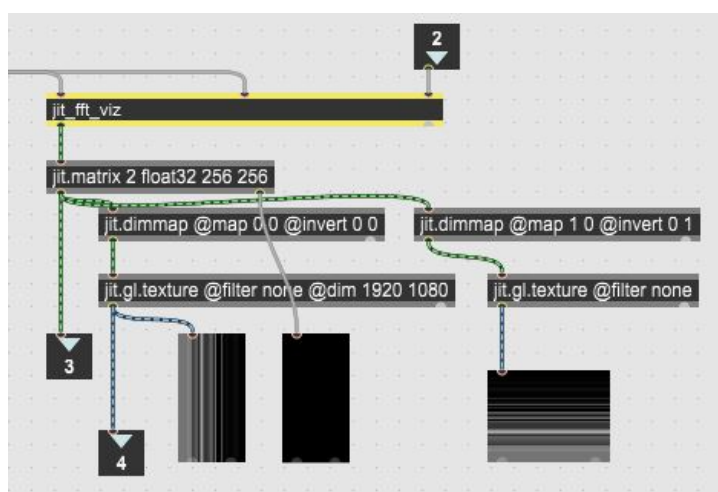 2
jit_fft_viz
jit.matrix 2 float32 256 256
jit.dimmap @map 0 0 @invert 0 0
jit.dimmap @map 1 0 @invert 0 1
jit.gl.texture @filter none @dim 1920 1080
jit.gl.texture @filter none
3
4